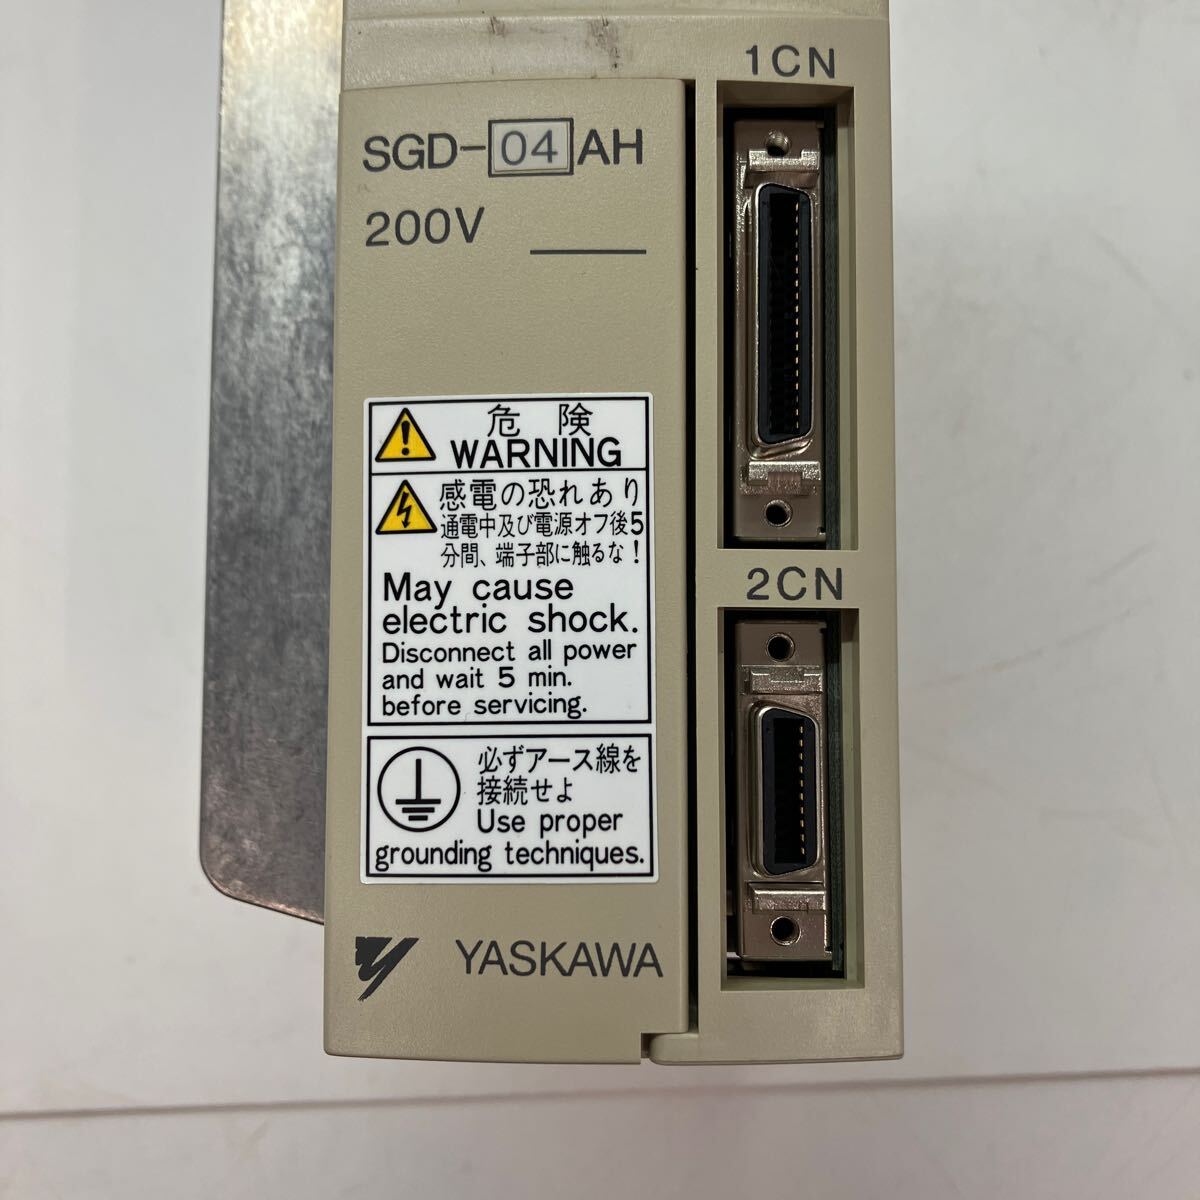 1CN
SGD-04AH
200V
危険
WARNING
感電の恐れあり
通電中及び電源オフ後5
分間、端子部に触るな!
May cause
electric shock.
Disconnect all power
and wait 5 min.
before servicing.
2CN
必ずアース線を
接続せよ
Use proper
grounding techniques.
YASKAWA